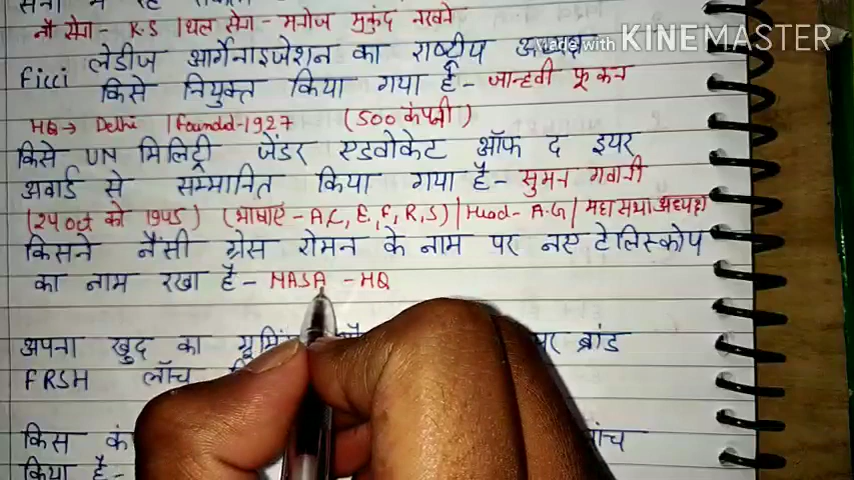 सेना में
नौ सेना - K.S | थल सेना - मनोज मुकुंद नरवने
Made with KINEMASTER
Ficci लेडीज आर्गेनाइजेशन का राष्ट्रीय अध्यक्ष
किसे नियुक्त किया गया है - जान्हवी फूकन
HQ → Delhi | Founded-1927 (500 कंपनी)
किसे UN मिलिट्री जेंडर एडवोकेट ऑफ द इयर
अवार्ड से सम्मानित किया गया है - सुमन गवानी
(24 Oct को 1945) (भाषाएं - A, C, E, F, R, S) | Head - A.G | महासभा अध्यक्ष
किसने नैंसी ग्रेस रोमन के नाम पर नए टेलिस्कोप
का नाम रखा है - NASA - HQ
अपना खुद का ब्रांड
FRSH लॉच
किस
किया है -